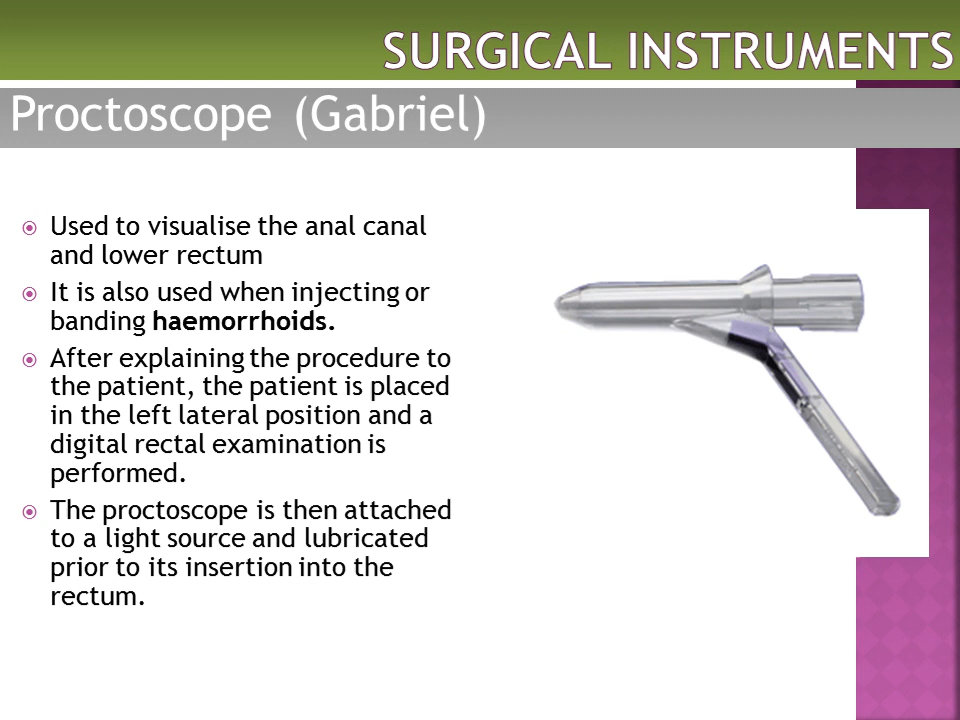 SURGICAL INSTRUMENTS
Proctoscope (Gabriel)
Used to visualise the anal canal
and lower rectum
It is also used when injecting or
banding haemorrhoids.
After explaining the procedure to
the patient, the patient is placed
in the left lateral position and a
digital rectal examination is
performed.
The proctoscope is then attached
to a light source and lubricated
prior to its insertion into the
rectum.